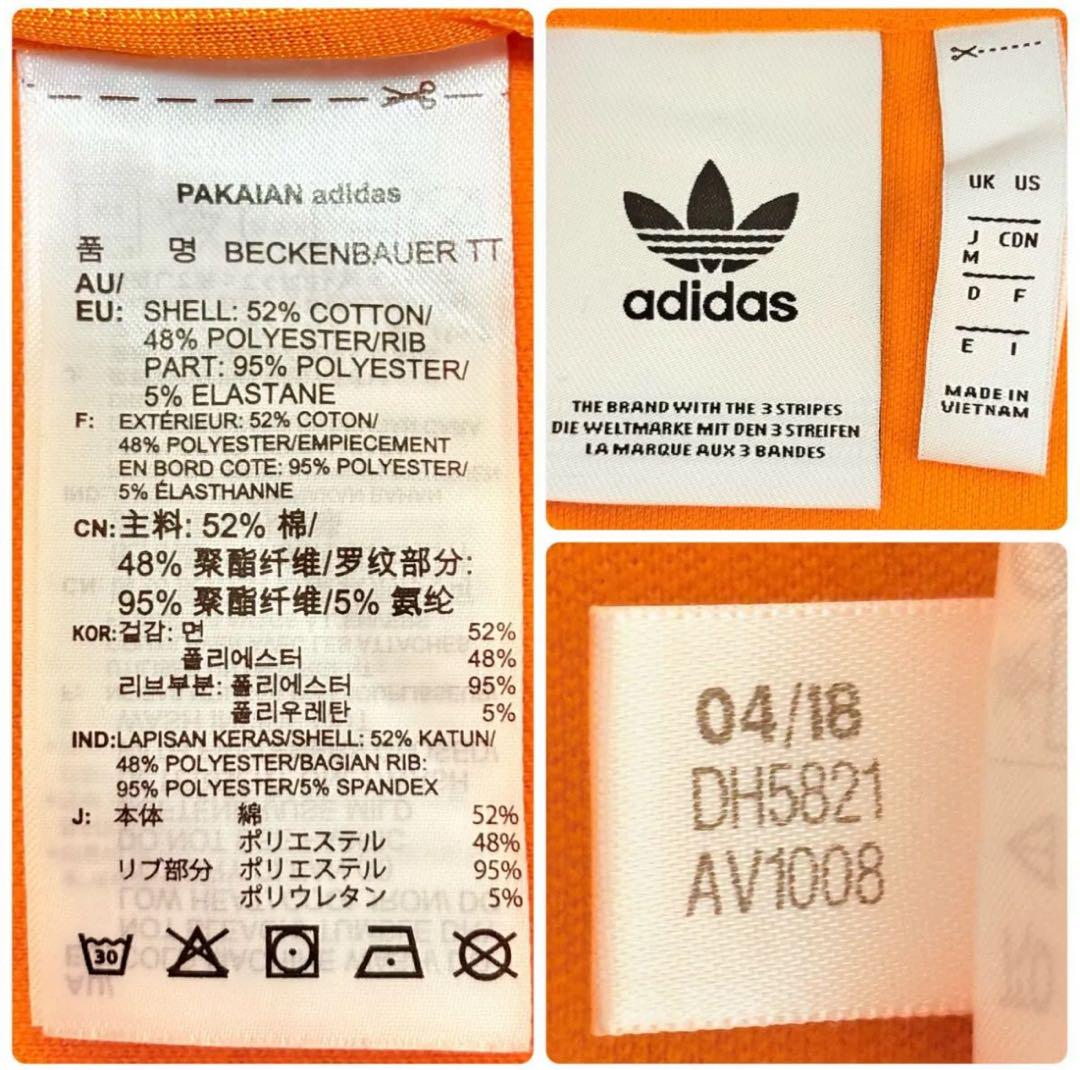 PAKAIAN adidas
품 명 BECKENBAUER TT
AU/
EU: SHELL: 52% COTTON/
48% POLYESTER/RIB
PART: 95% POLYESTER/
5% ELASTANE
F: EXTÉRIEUR: 52% COTON/
48% POLYESTER/EMPIECEMENT
EN BORD COTE: 95% POLYESTER/
5% ÉLASTHANNE
CN: 主料: 52% 棉/
48% 聚酯纤维/罗纹部分:
95% 聚酯纤维/5% 氨纶
KOR: 겉감: 면 52%
폴리에스터 48%
리브부분: 폴리에스터 95%
폴리우레탄 5%
IND: LAPISAN KERAS/SHELL: 52% KATUN/
48% POLYESTER/BAGIAN RIB:
95% POLYESTER/5% SPANDEX
J: 本体 綿 52%
ポリエステル 48%
リブ部分 ポリエステル 95%
ポリウレタン 5%
30
adidas
THE BRAND WITH THE 3 STRIPES
DIE WELTMARKE MIT DEN 3 STREIFEN
LA MARQUE AUX 3 BANDES
UK US
J CDN
M
D F
E I
MADE IN
VIETNAM
04/18
DH5821
AV1008